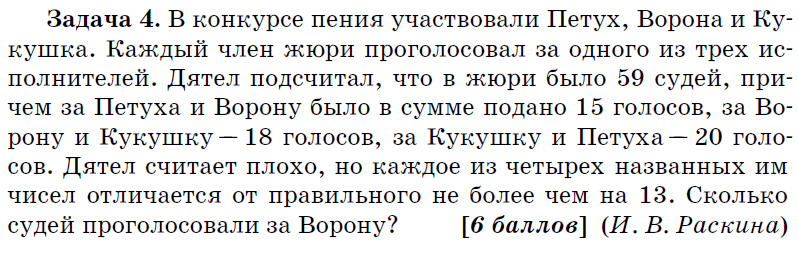 Задача 4. В конкурсе пения участвовали Петух, Ворона и Ку-
кушка. Каждый член жюри проголосовал за одного из трех ис-
полнителей. Дятел подсчитал, что в жюри было 59 судей, при-
чем за Петуха и Ворону было в сумме подано 15 голосов, за Во-
рону и Кукушку — 18 голосов, за Кукушку и Петуха — 20 голо-
сов. Дятел считает плохо, но каждое из четырех названных им
чисел отличается от правильного не более чем на 13. Сколько
судей проголосовали за Ворону? [6 баллов] (И. В. Раскина)